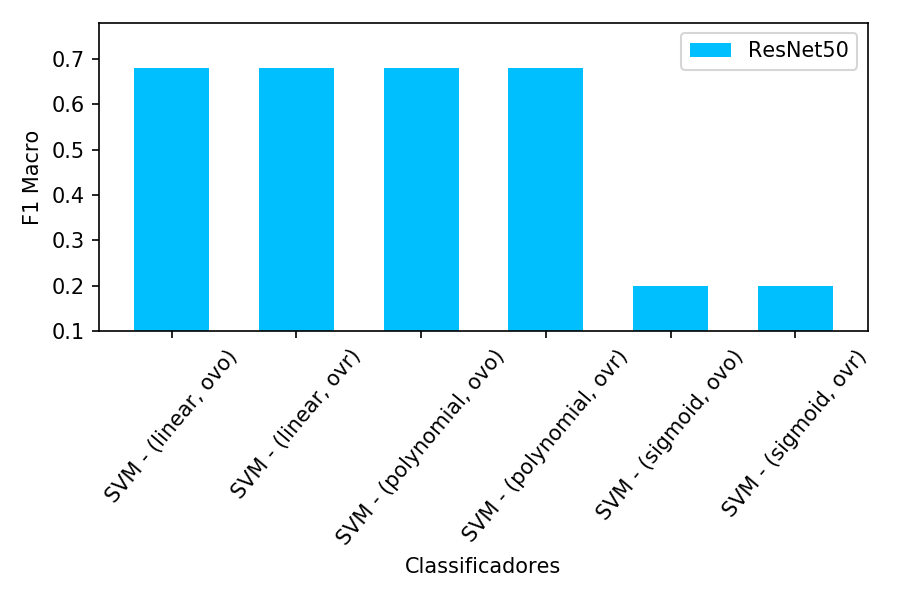 ResNet50
F1 Macro
0.7
0.6
0.5
0.4
0.3
0.2
0.1
SVM - (linear, ovo)
SVM - (linear, ovr)
SVM - (polynomial, ovo)
SVM - (polynomial, ovr)
SVM - (sigmoid, ovo)
SVM - (sigmoid, ovr)
Classificadores